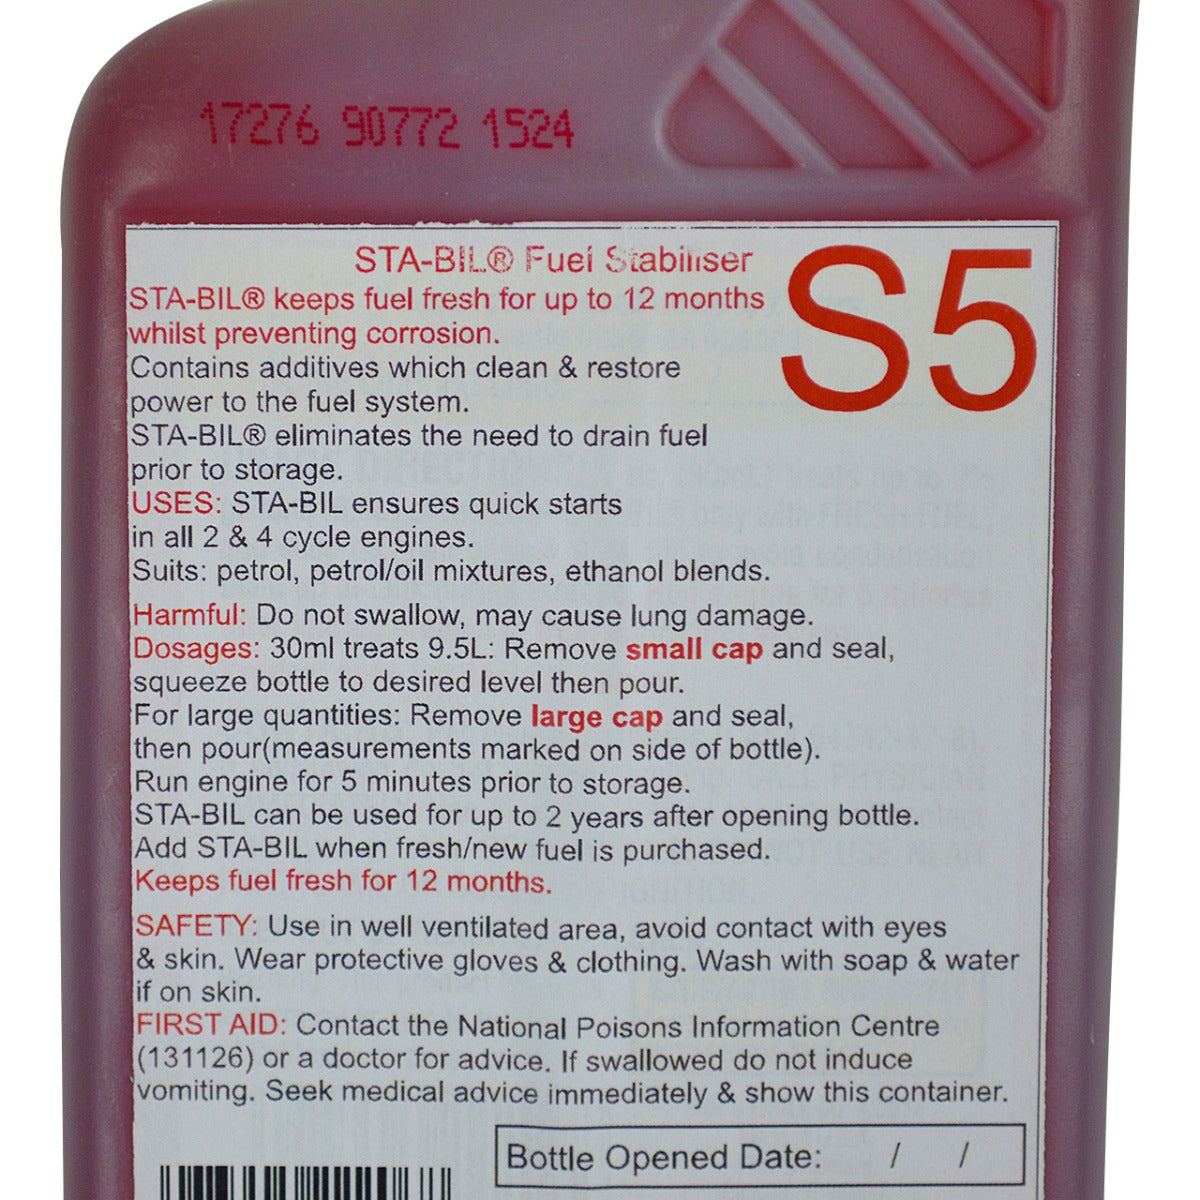 17276 90772 1524
STA-BIL® Fuel Stabiliser
S5
STA-BIL® keeps fuel fresh for up to 12 months
whilst preventing corrosion.
Contains additives which clean & restore
power to the fuel system.
STA-BIL® eliminates the need to drain fuel
prior to storage.
USES: STA-BIL ensures quick starts
in all 2 & 4 cycle engines.
Suits: petrol, petrol/oil mixtures, ethanol blends.
Harmful: Do not swallow, may cause lung damage.
Dosages: 30ml treats 9.5L: Remove small cap and seal,
squeeze bottle to desired level then pour.
For large quantities: Remove large cap and seal,
then pour(measurements marked on side of bottle).
Run engine for 5 minutes prior to storage.
STA-BIL can be used for up to 2 years after opening bottle.
Add STA-BIL when fresh/new fuel is purchased.
Keeps fuel fresh for 12 months.
SAFETY: Use in well ventilated area, avoid contact with eyes
& skin. Wear protective gloves & clothing. Wash with soap & water
if on skin.
FIRST AID: Contact the National Poisons Information Centre
(131126) or a doctor for advice. If swallowed do not induce
vomiting. Seek medical advice immediately & show this container.
Bottle Opened Date: / /